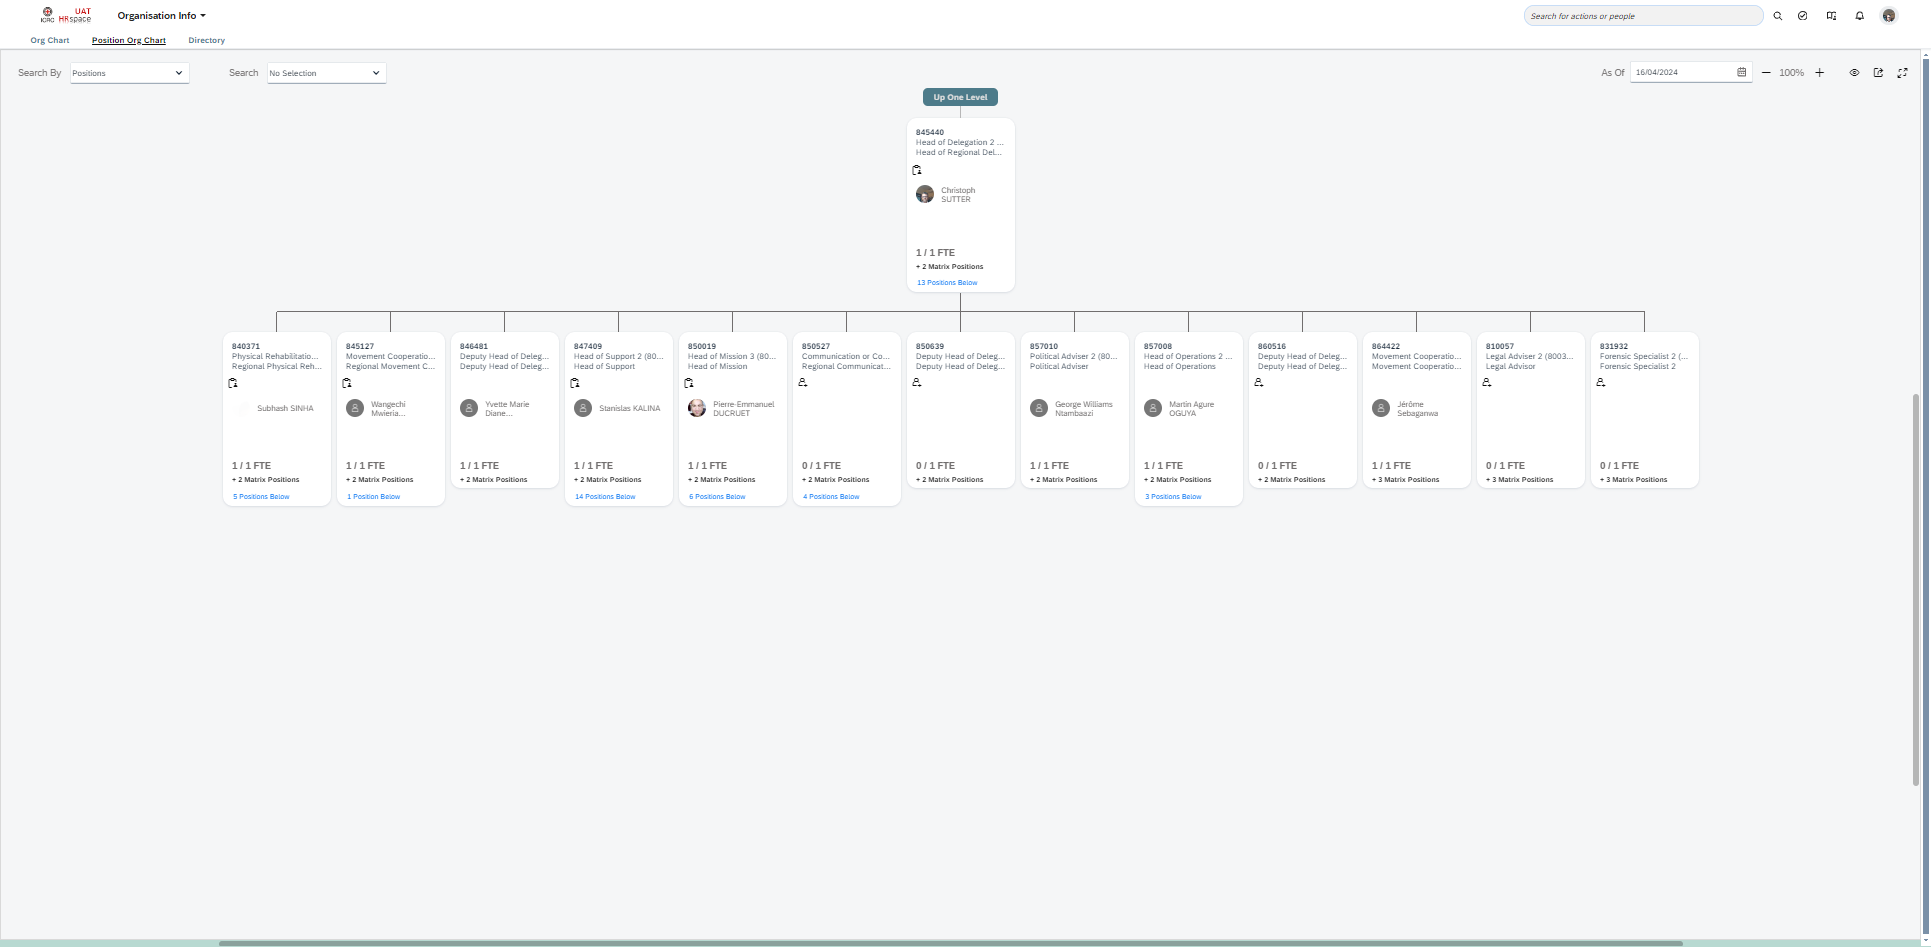 ICRC
UAT
HRspace
Organisation Info
Search for actions or people
Org Chart
Position Org Chart
Directory
Search By
Positions
Search
No Selection
As Of
16/04/2024
100%
Up One Level
845440
Head of Delegation 2 ...
Head of Regional Del...
Christoph
SUTTER
1 / 1 FTE
+ 2 Matrix Positions
13 Positions Below
840371
Physical Rehabilitatio...
Regional Physical Reh...
Subhash SINHA
1 / 1 FTE
+ 2 Matrix Positions
5 Positions Below
845127
Movement Cooperatio...
Regional Movement C...
Wangechi
Mwieria...
1 / 1 FTE
+ 2 Matrix Positions
1 Position Below
846481
Deputy Head of Deleg...
Deputy Head of Deleg...
Yvette Marie
Diane...
1 / 1 FTE
+ 2 Matrix Positions
847409
Head of Support 2 (80...
Head of Support
Stanislas KALINA
1 / 1 FTE
+ 2 Matrix Positions
14 Positions Below
850019
Head of Mission 3 (80...
Head of Mission
Pierre-Emmanuel
DUCRUET
1 / 1 FTE
+ 2 Matrix Positions
6 Positions Below
850527
Communication or Co...
Regional Communicat...
0 / 1 FTE
+ 2 Matrix Positions
4 Positions Below
850639
Deputy Head of Deleg...
Deputy Head of Deleg...
0 / 1 FTE
+ 2 Matrix Positions
857010
Political Adviser 2 (80...
Political Adviser
George Williams
Ntambaazi
1 / 1 FTE
+ 2 Matrix Positions
857008
Head of Operations 2 ...
Head of Operations
Martin Agure
OGUYA
1 / 1 FTE
+ 2 Matrix Positions
3 Positions Below
860516
Deputy Head of Deleg...
Deputy Head of Deleg...
0 / 1 FTE
+ 2 Matrix Positions
864422
Movement Cooperatio...
Movement Cooperatio...
Jérôme
Sebaganwa
1 / 1 FTE
+ 3 Matrix Positions
810057
Legal Adviser 2 (8003...
Legal Advisor
0 / 1 FTE
+ 3 Matrix Positions
831932
Forensic Specialist 2 (...
Forensic Specialist 2
0 / 1 FTE
+ 3 Matrix Positions